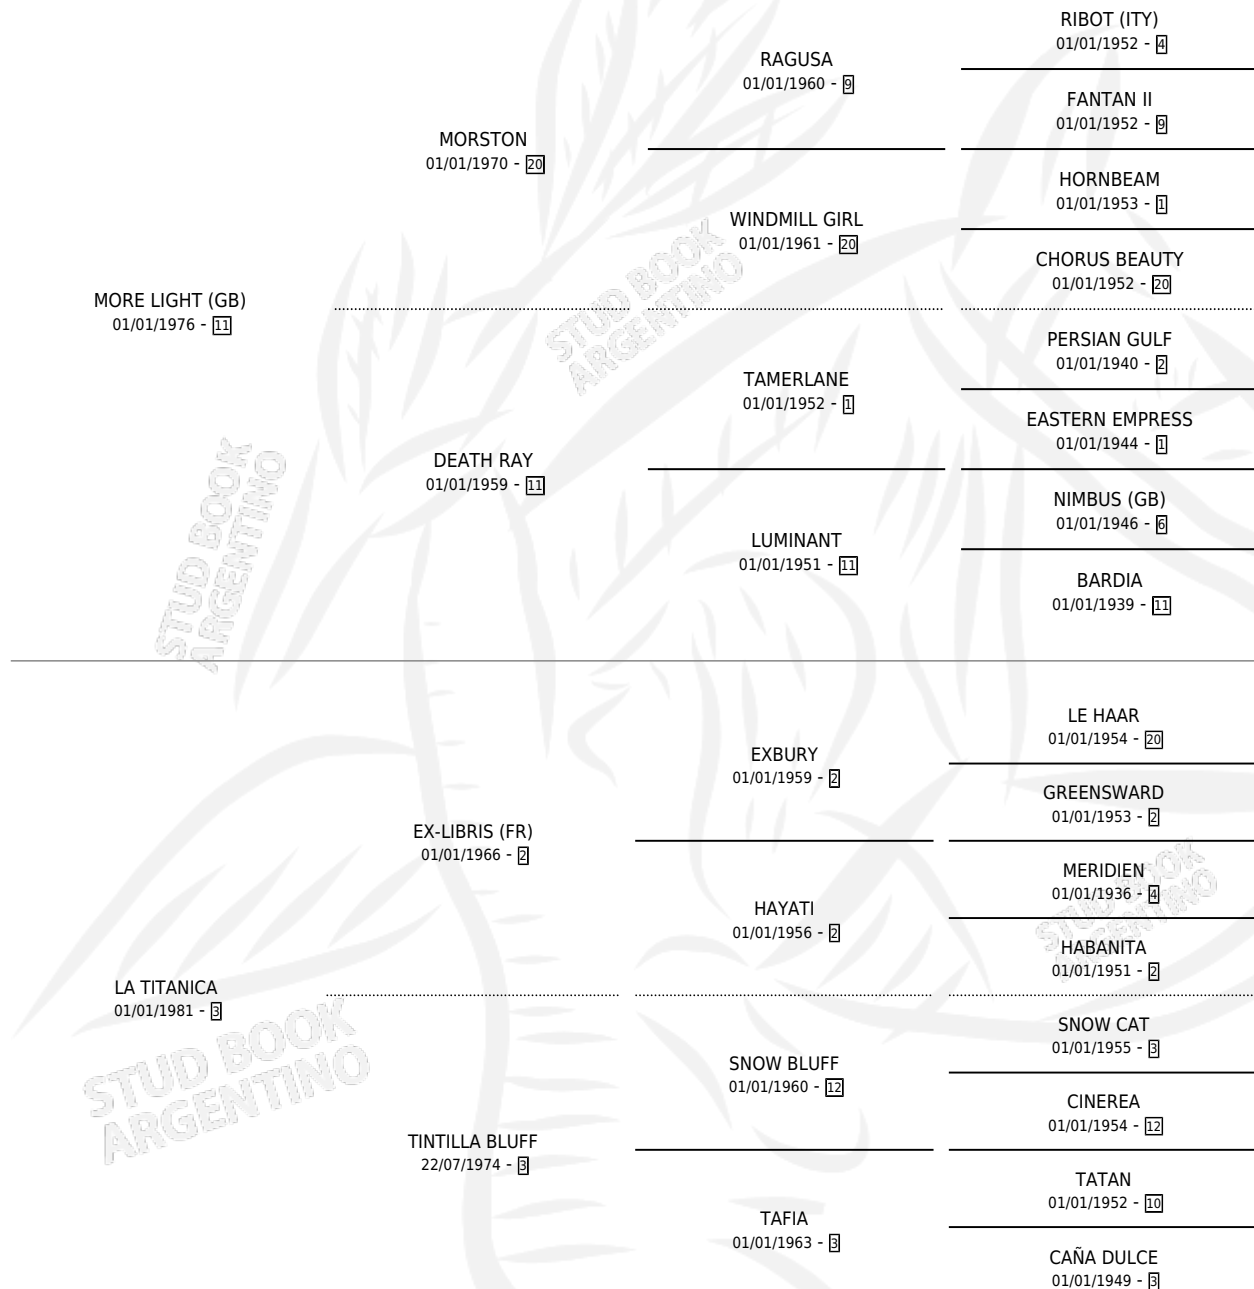 RIBOT (ITY)
01/01/1952 - 4
RAGUSA
01/01/1960 - 9
FANTAN II
01/01/1952 - 9
MORSTON
01/01/1970 - 20
HORNBEAM
01/01/1953 - 1
WINDMILL GIRL
01/01/1961 - 20
CHORUS BEAUTY
01/01/1952 - 20
MORE LIGHT (GB)
01/01/1976 - 11
STUD BOOK
ARGENTINO
PERSIAN GULF
01/01/1940 - 2
TAMERLANE
01/01/1952 - 1
EASTERN EMPRESS
01/01/1944 - 1
DEATH RAY
01/01/1959 - 11
NIMBUS (GB)
01/01/1946 - 6
LUMINANT
01/01/1951 - 11
BARDIA
01/01/1939 - 11
STUD BOOK
ARGENTINO
LE HAAR
01/01/1954 - 20
EXBURY
01/01/1959 - 2
GREENSWARD
01/01/1953 - 2
EX-LIBRIS (FR)
01/01/1966 - 2
MERIDIEN
01/01/1936 - 4
HAYATI
01/01/1956 - 2
STUD BOOK
ARGENTINO
HABANITA
01/01/1951 - 2
LA TITANICA
01/01/1981 - 3
SNOW CAT
01/01/1955 - 3
SNOW BLUFF
01/01/1960 - 12
STUD BOOK
ARGENTINO
CINEREA
01/01/1954 - 12
TINTILLA BLUFF
22/07/1974 - 3
TATAN
01/01/1952 - 10
TAFIA
01/01/1963 - 3
CAÑA DULCE
01/01/1949 - 3